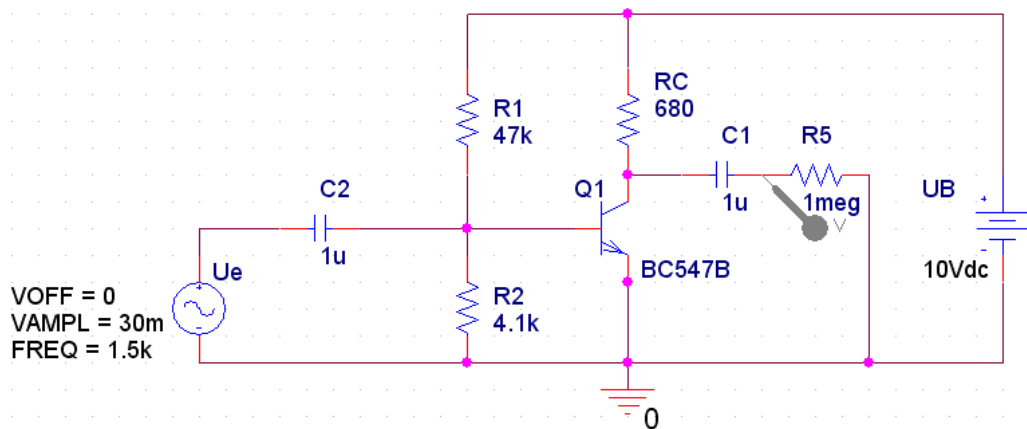 RC
680
R1
47k
C1
1u
R5
1meg
C2
1u
Q1
BC547B
UB
+
-
10Vdc
Ue
+
-
VOFF = 0
VAMPL = 30m
FREQ = 1.5k
R2
4.1k
V
0